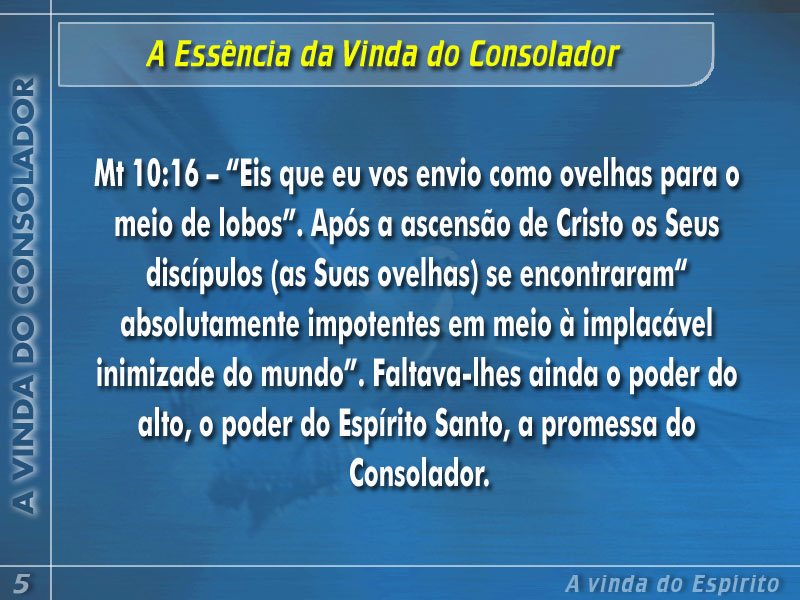 A Essência da Vinda do Consolador
A VINDA DO CONSOLADOR
Mt 10:16 – “Eis que eu vos envio como ovelhas para o
meio de lobos”. Após a ascensão de Cristo os Seus
discípulos (as Suas ovelhas) se encontraram“
absolutamente impotentes em meio à implacável
inimizade do mundo”. Faltava-lhes ainda o poder do
alto, o poder do Espírito Santo, a promessa do
Consolador.
5
A vinda do Espírito